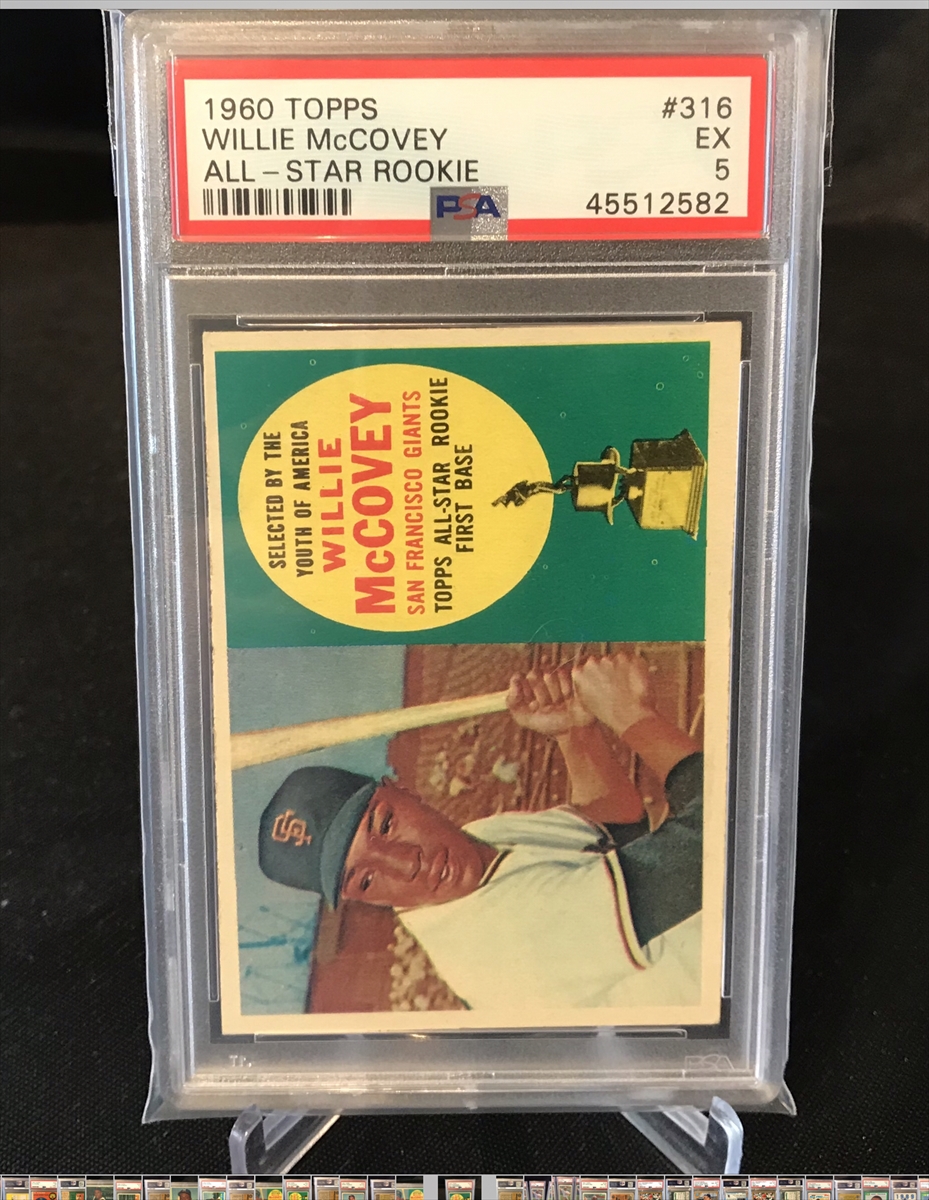 1960 TOPPS #316
WILLIE McCOVEY EX
ALL-STAR ROOKIE 5
PSA 45512582
SELECTED BY THE
YOUTH OF AMERICA
WILLIE
McCOVEY
SAN FRANCISCO GIANTS
TOPPS ALL-STAR ROOKIE
FIRST BASE
SF
PSA